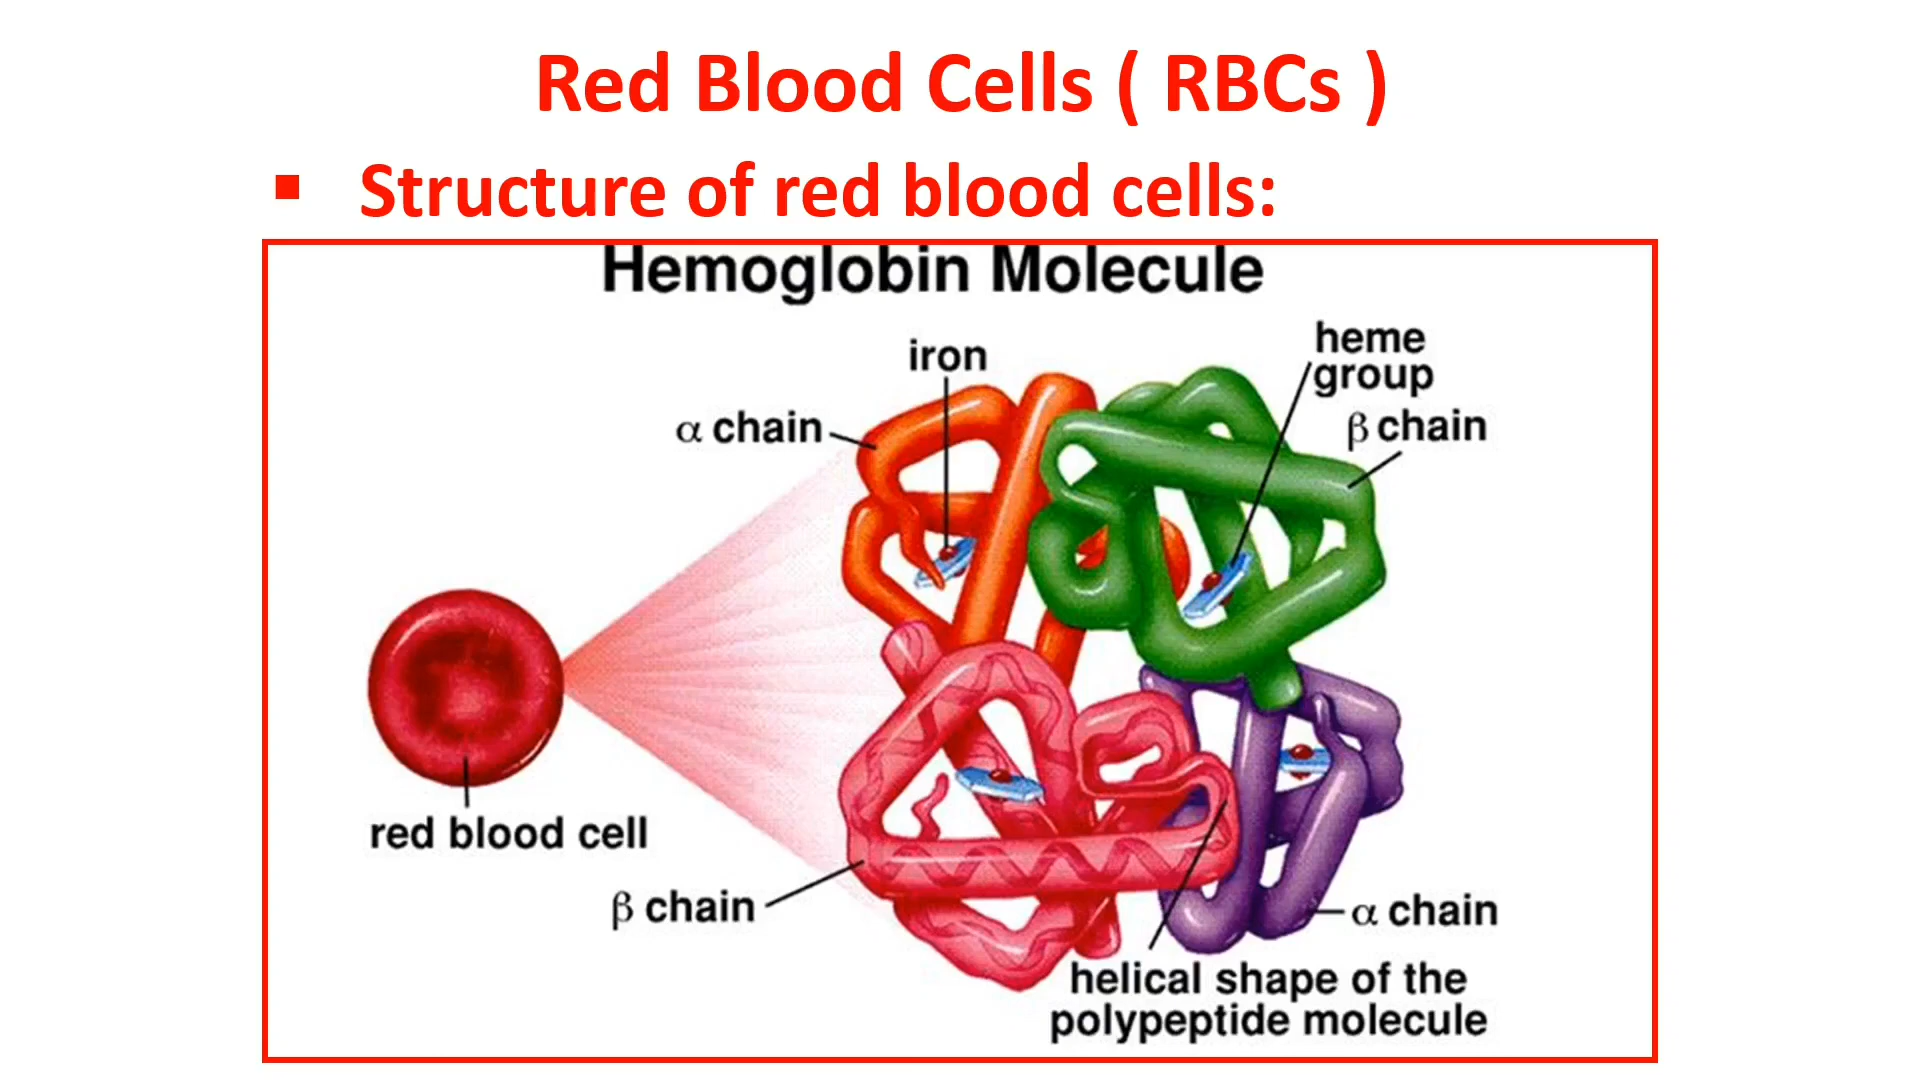 Red Blood Cells ( RBCs )
▪ Structure of red blood cells:
Hemoglobin Molecule
iron
heme
group
α chain
β chain
red blood cell
β chain
α chain
helical shape of the
polypeptide molecule